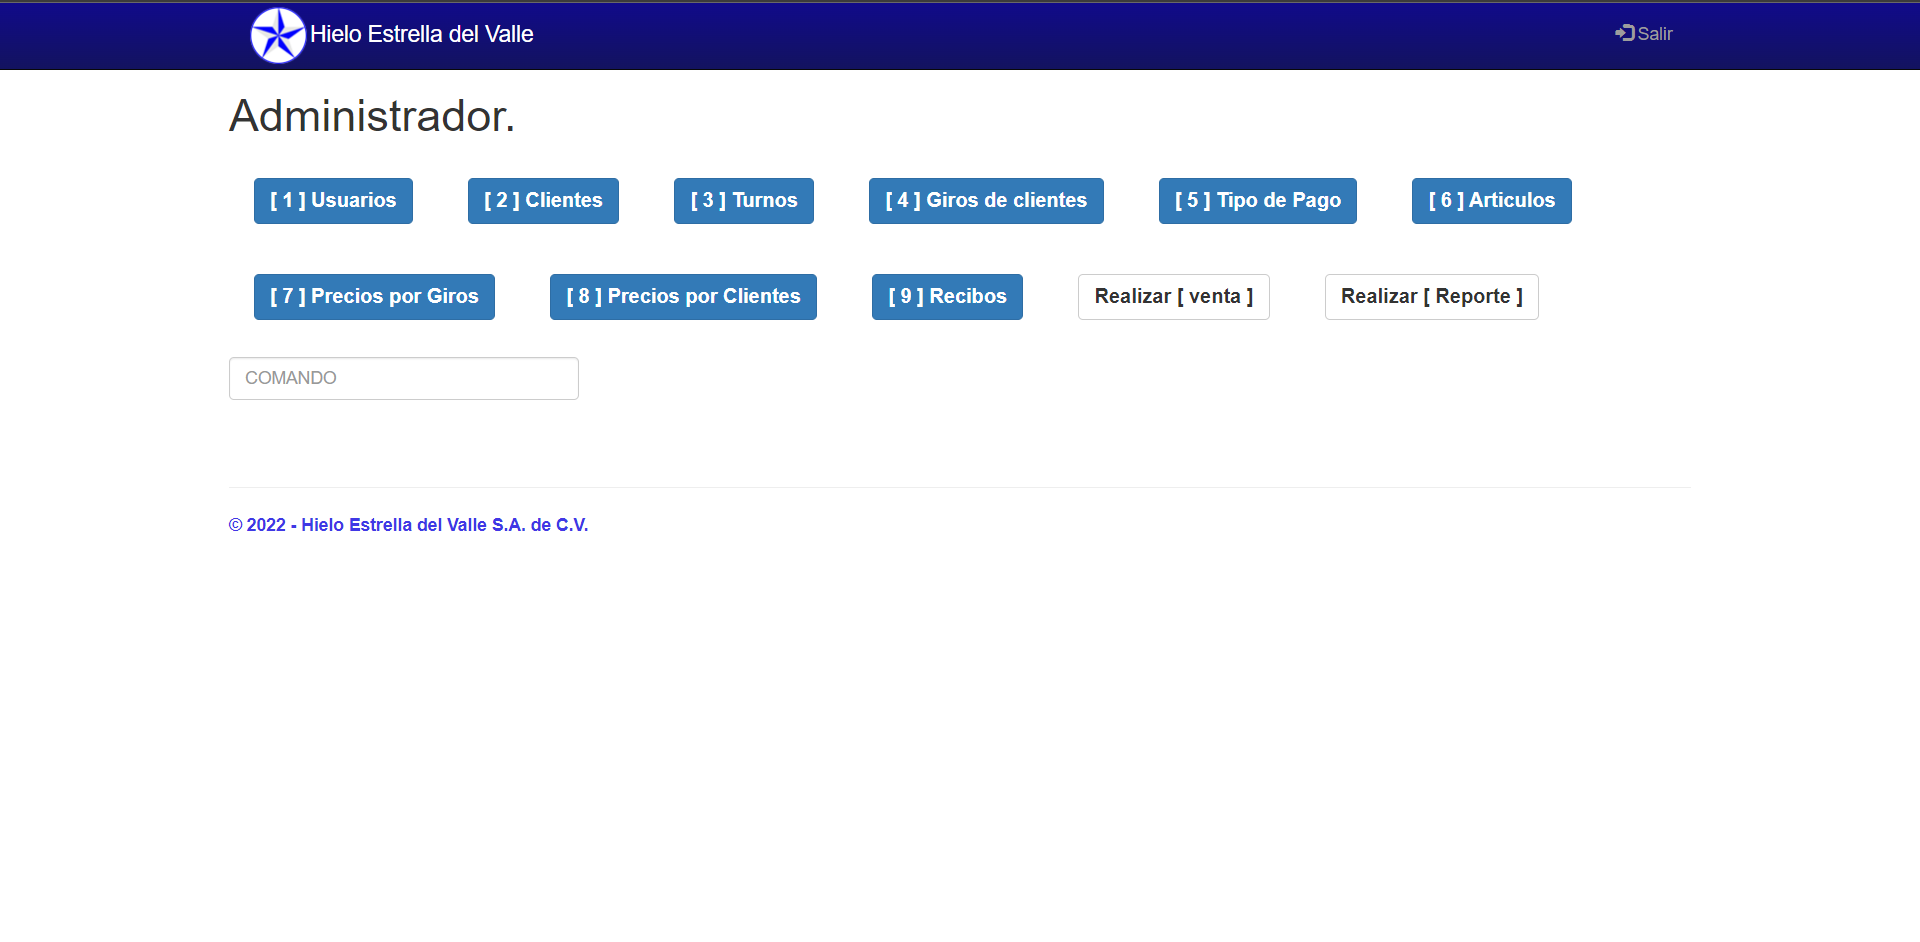 Hielo Estrella del Valle Salir
Administrador.
[ 1 ] Usuarios [ 2 ] Clientes [ 3 ] Turnos [ 4 ] Giros de clientes [ 5 ] Tipo de Pago [ 6 ] Articulos
[ 7 ] Precios por Giros [ 8 ] Precios por Clientes [ 9 ] Recibos Realizar [ venta ] Realizar [ Reporte ]
COMANDO
© 2022 - Hielo Estrella del Valle S.A. de C.V.